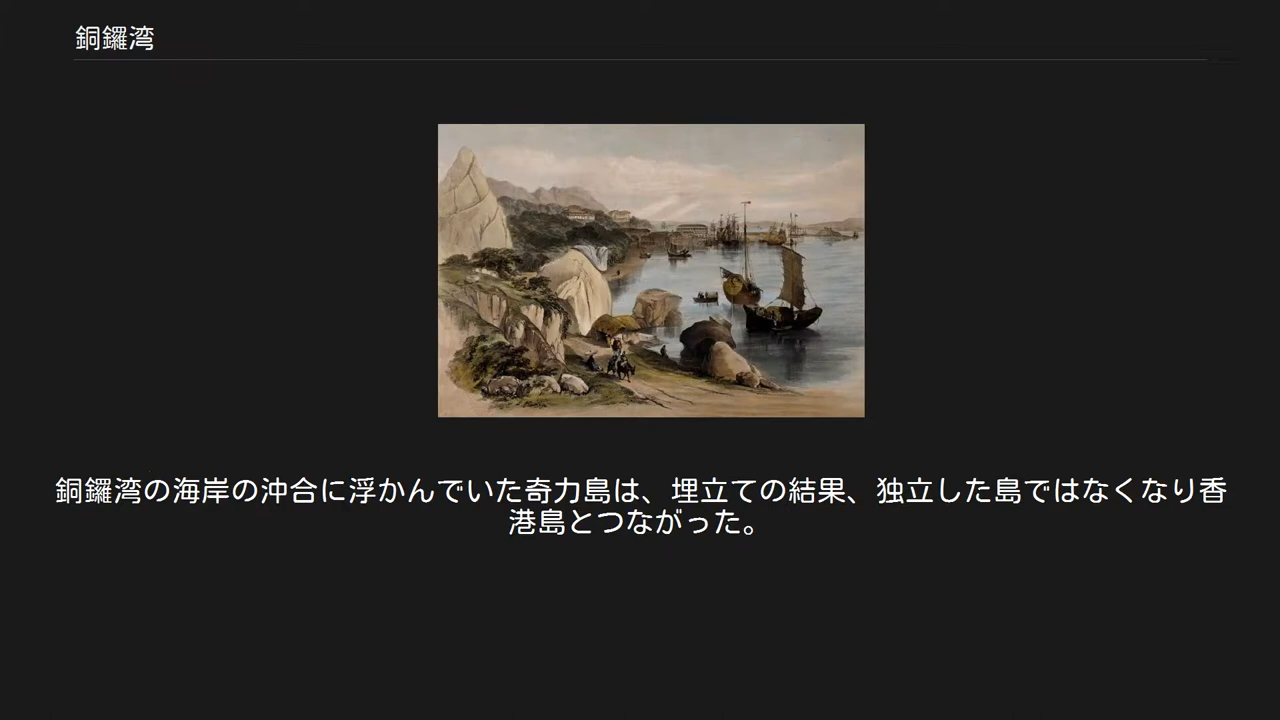 銅鑼湾
銅鑼湾の海岸の沖合に浮かんでいた奇力島は、埋立ての結果、独立した島ではなくなり香
港島とつながった。